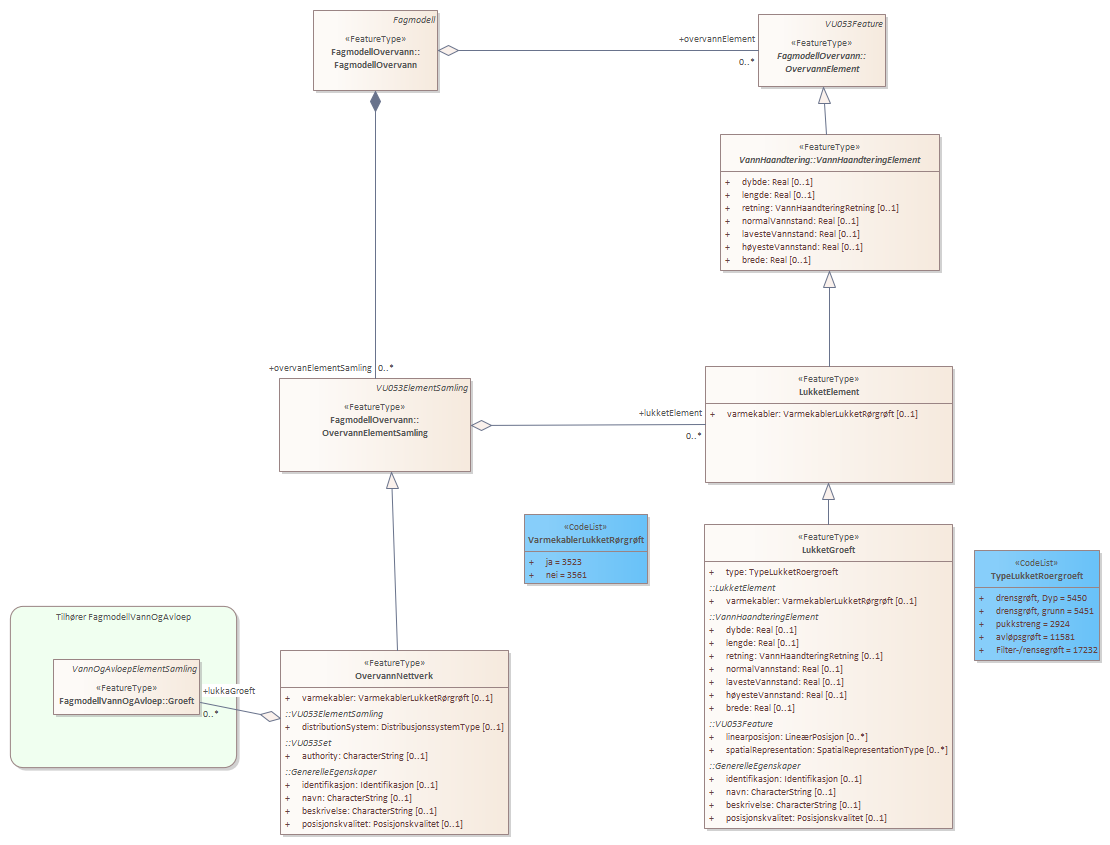 Fagmodell
«FeatureType»
FagmodellOvervann::
FagmodellOvervann
+overvannElement
0..*
VU053Feature
«FeatureType»
FagmodellOvervann::
OvervannElement
«FeatureType»
VannHaandtering::VannHaandteringElement
+ dybde: Real [0..1]
+ lengde: Real [0..1]
+ retning: VannHaandteringRetning [0..1]
+ normalVannstand: Real [0..1]
+ lavesteVannstand: Real [0..1]
+ høyesteVannstand: Real [0..1]
+ brede: Real [0..1]
+overvanElementSamling 0..*
VU053ElementSamling
«FeatureType»
FagmodellOvervann::
OvervannElementSamling
+lukketElement
0..*
«FeatureType»
LukketElement
+ varmekabler: VarmekablerLukketRørgrøft [0..1]
«CodeList»
VarmekablerLukketRørgrøft
+ ja = 3523
+ nei = 3561
«FeatureType»
LukketGroeft
+ type: TypeLukketRoergroeft
::LukketElement
+ varmekabler: VarmekablerLukketRørgrøft [0..1]
::VannHaandteringElement
+ dybde: Real [0..1]
+ lengde: Real [0..1]
+ retning: VannHaandteringRetning [0..1]
+ normalVannstand: Real [0..1]
+ lavesteVannstand: Real [0..1]
+ høyesteVannstand: Real [0..1]
+ brede: Real [0..1]
::VU053Feature
+ linearposisjon: LineærPosisjon [0..*]
+ spatialRepresentation: SpatialRepresentationType [0..*]
::GenerelleEgenskaper
+ identifikasjon: Identifikasjon [0..1]
+ navn: CharacterString [0..1]
+ beskrivelse: CharacterString [0..1]
+ posisjonskvalitet: Posisjonskvalitet [0..1]
«CodeList»
TypeLukketRoergroeft
+ drensgrøft, Dyp = 5450
+ drensgrøft, grunn = 5451
+ pukkstreng = 2924
+ avløpsgrøft = 11581
+ Filter-/rensegrøft = 17232
Tilhører FagmodellVannOgAvloep
VannOgAvloepElementSamling
«FeatureType»
FagmodellVannOgAvloep::Groeft
+lukkaGroeft
0..*
«FeatureType»
OvervannNettverk
+ varmekabler: VarmekablerLukketRørgrøft [0..1]
::VU053ElementSamling
+ distributionSystem: DistribusjonssystemType [0..1]
::VU053Set
+ authority: CharacterString [0..1]
::GenerelleEgenskaper
+ identifikasjon: Identifikasjon [0..1]
+ navn: CharacterString [0..1]
+ beskrivelse: CharacterString [0..1]
+ posisjonskvalitet: Posisjonskvalitet [0..1]